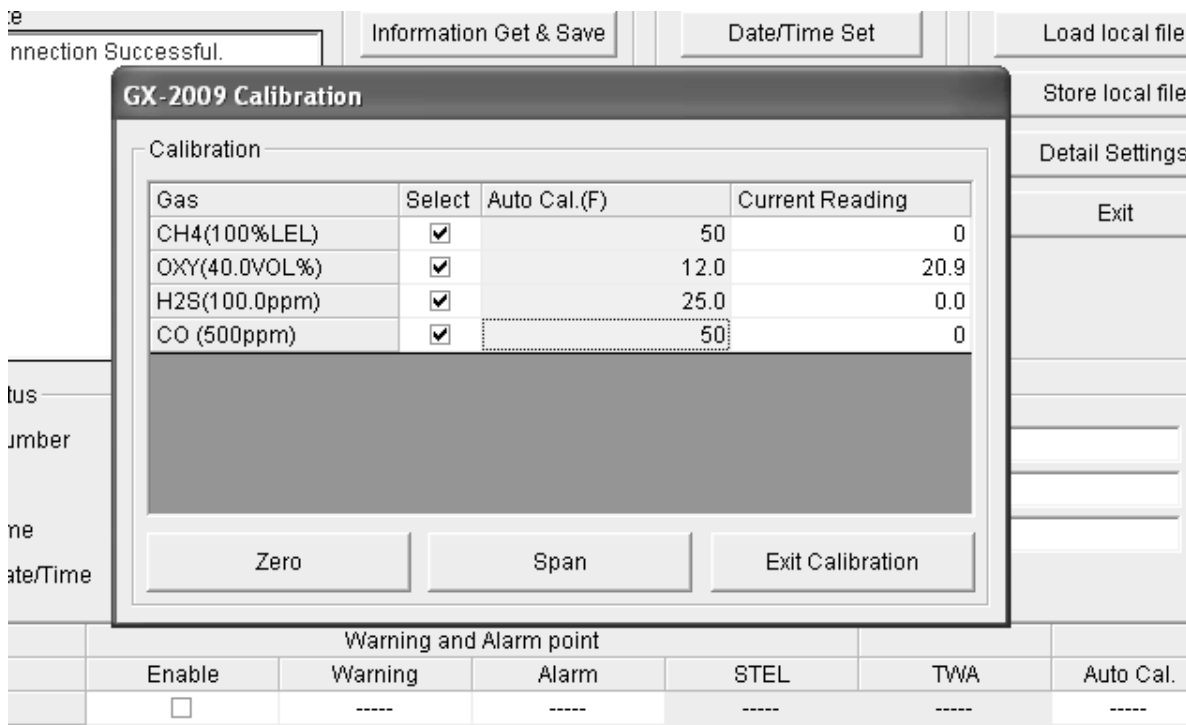 te
Information Get & Save
Date/Time Set
Load local file
nnection Successful.
GX-2009 Calibration
Store local file
Calibration
Detail Settings
Gas Select Auto Cal.(F) Current Reading
Exit
CH4(100%LEL) 50 0
OXY(40.0VOL%) 12.0 20.9
H2S(100.0ppm) 25.0 0.0
CO (500ppm) 50 0
tus
umber
me
Zero Span Exit Calibration
ate/Time
Warning and Alarm point
Enable Warning Alarm STEL TWA Auto Cal.
----- ----- ----- ----- -----